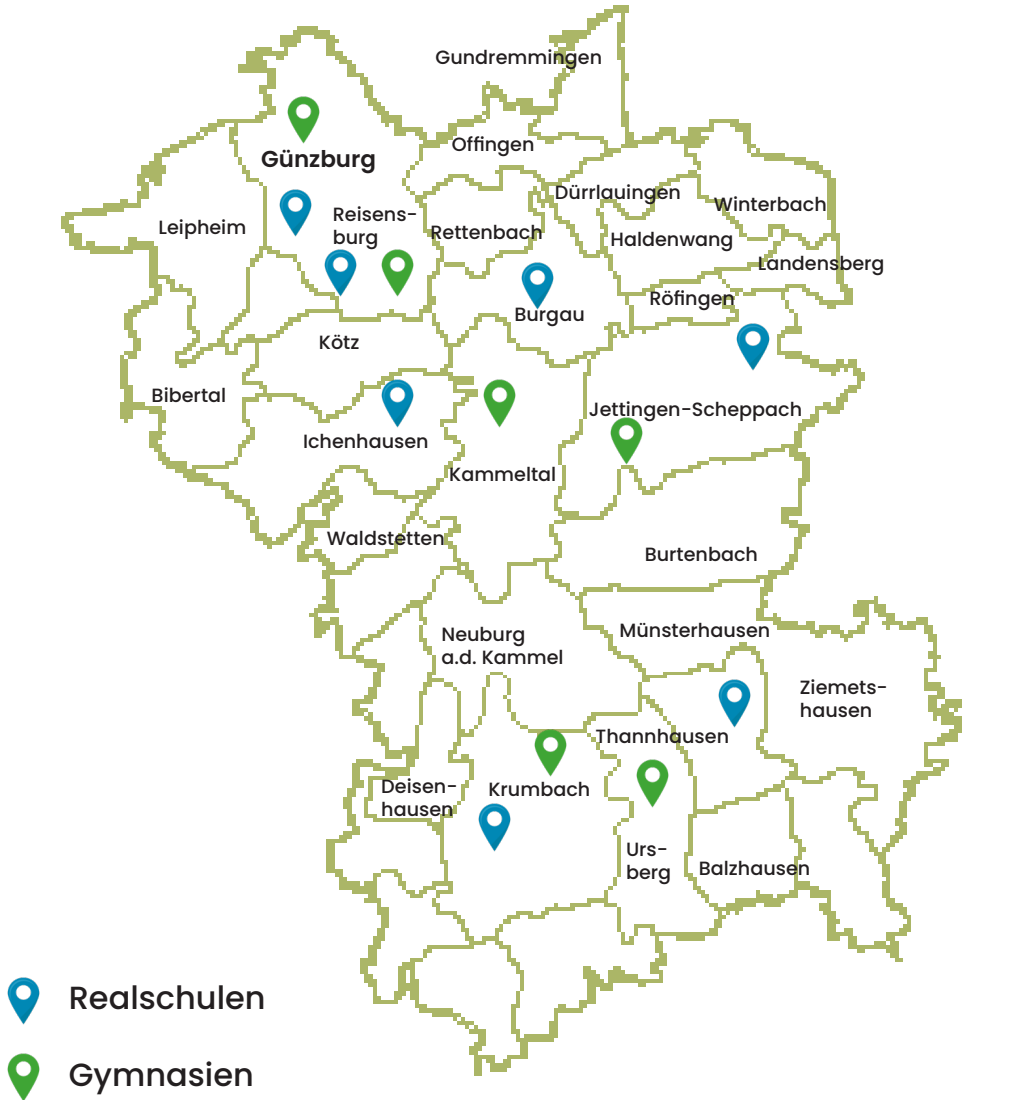 Gundremmingen
Offingen
Günzburg
Dürrlauingen
Winterbach
Reisens-
burg
Leipheim
Rettenbach
Haldenwang
Landensberg
Röfingen
Burgau
Kötz
Bibertal
Jettingen-Scheppach
Ichenhausen
Kammeltal
Waldstetten
Burtenbach
Neuburg
a.d. Kammel
Münsterhausen
Ziemets-
hausen
Thannhausen
Deisen-
hausen
Krumbach
Urs-
berg
Balzhausen
Realschulen
Gymnasien